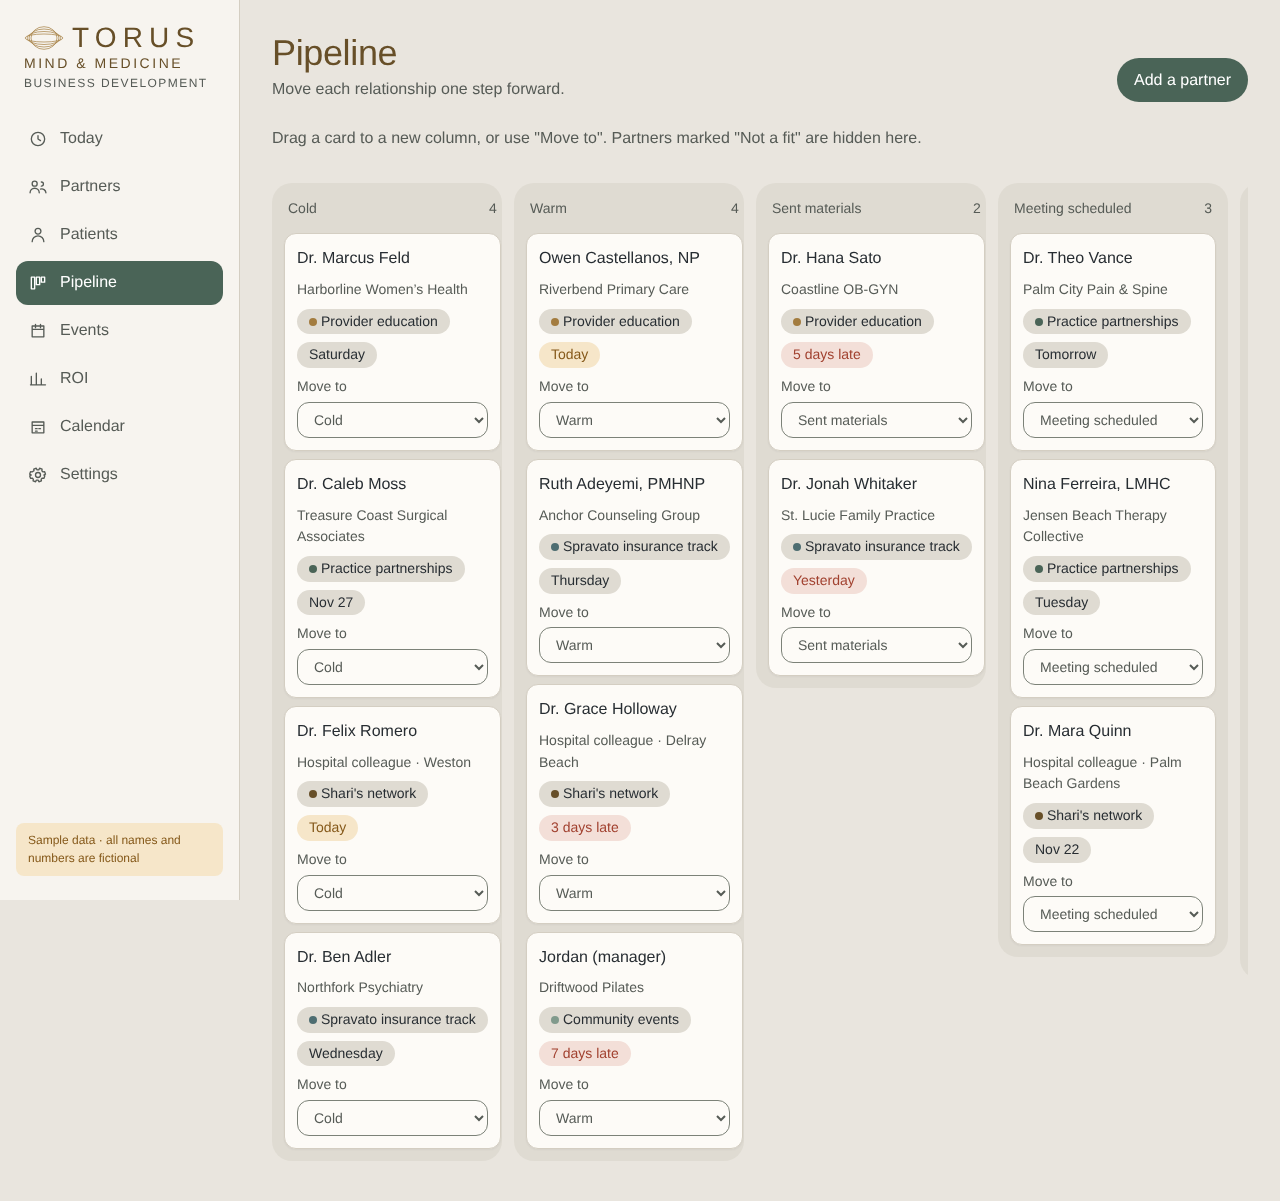 TORUS
MIND & MEDICINE
BUSINESS DEVELOPMENT
Today
Partners
Patients
Pipeline
Events
ROI
Calendar
Settings
Sample data · all names and
numbers are fictional
Pipeline
Move each relationship one step forward.
Add a partner
Drag a card to a new column, or use "Move to". Partners marked "Not a fit" are hidden here.
Cold 4
Dr. Marcus Feld
Harborline Women's Health
Provider education
Saturday
Move to
Cold
Dr. Caleb Moss
Treasure Coast Surgical
Associates
Practice partnerships
Nov 27
Move to
Cold
Dr. Felix Romero
Hospital colleague · Weston
Shari's network
Today
Move to
Cold
Dr. Ben Adler
Northfork Psychiatry
Spravato insurance track
Wednesday
Move to
Cold
Warm 4
Owen Castellanos, NP
Riverbend Primary Care
Provider education
Today
Move to
Warm
Ruth Adeyemi, PMHNP
Anchor Counseling Group
Spravato insurance track
Thursday
Move to
Warm
Dr. Grace Holloway
Hospital colleague · Delray
Beach
Shari's network
3 days late
Move to
Warm
Jordan (manager)
Driftwood Pilates
Community events
7 days late
Move to
Warm
Sent materials 2
Dr. Hana Sato
Coastline OB-GYN
Provider education
5 days late
Move to
Sent materials
Dr. Jonah Whitaker
St. Lucie Family Practice
Spravato insurance track
Yesterday
Move to
Sent materials
Meeting scheduled 3
Dr. Theo Vance
Palm City Pain & Spine
Practice partnerships
Tomorrow
Move to
Meeting scheduled
Nina Ferreira, LMHC
Jensen Beach Therapy
Collective
Practice partnerships
Tuesday
Move to
Meeting scheduled
Dr. Mara Quinn
Hospital colleague · Palm
Beach Gardens
Shari's network
Nov 22
Move to
Meeting scheduled